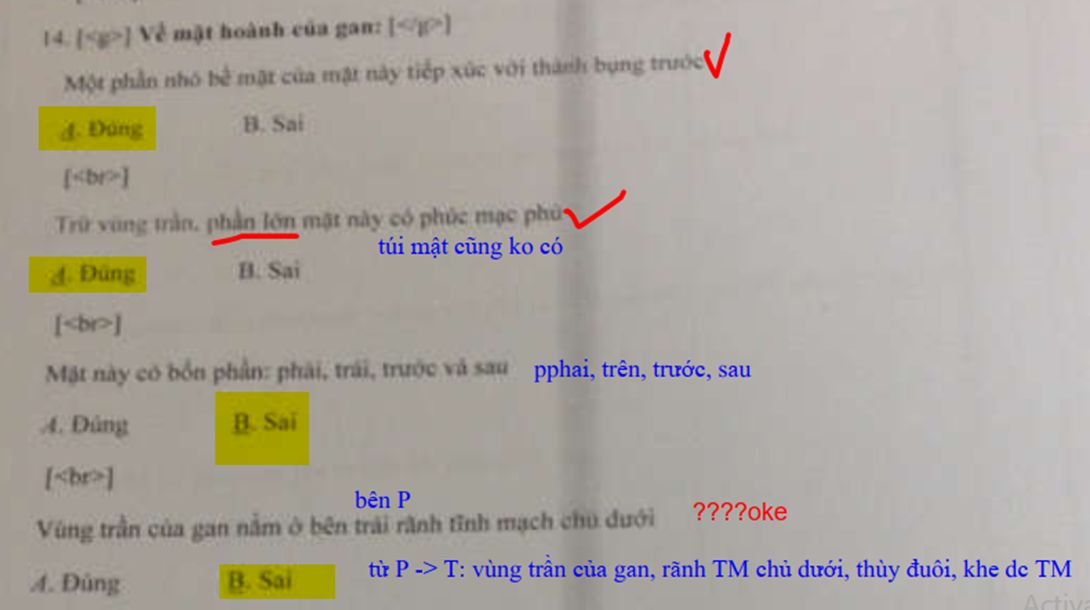 14. [<g>] Về mặt hoành của gan: [</g>]
Một phần nhỏ bề mặt của mặt này tiếp xúc với thành bụng trước
A. Đúng B. Sai
[<br>]
Trừ vùng trần, phần lớn mặt này có phúc mạc phủ
túi mật cũng ko có
A. Đúng B. Sai
[<br>]
Mặt này có bốn phần: phải, trái, trước và sau pphai, trên, trước, sau
A. Đúng B. Sai
[<br>]
bên P
Vùng trần của gan nằm ở bên trái rãnh tĩnh mạch chủ dưới ????oke
A. Đúng B. Sai từ P -> T: vùng trần của gan, rãnh TM chủ dưới, thùy đuôi, khe dc TM